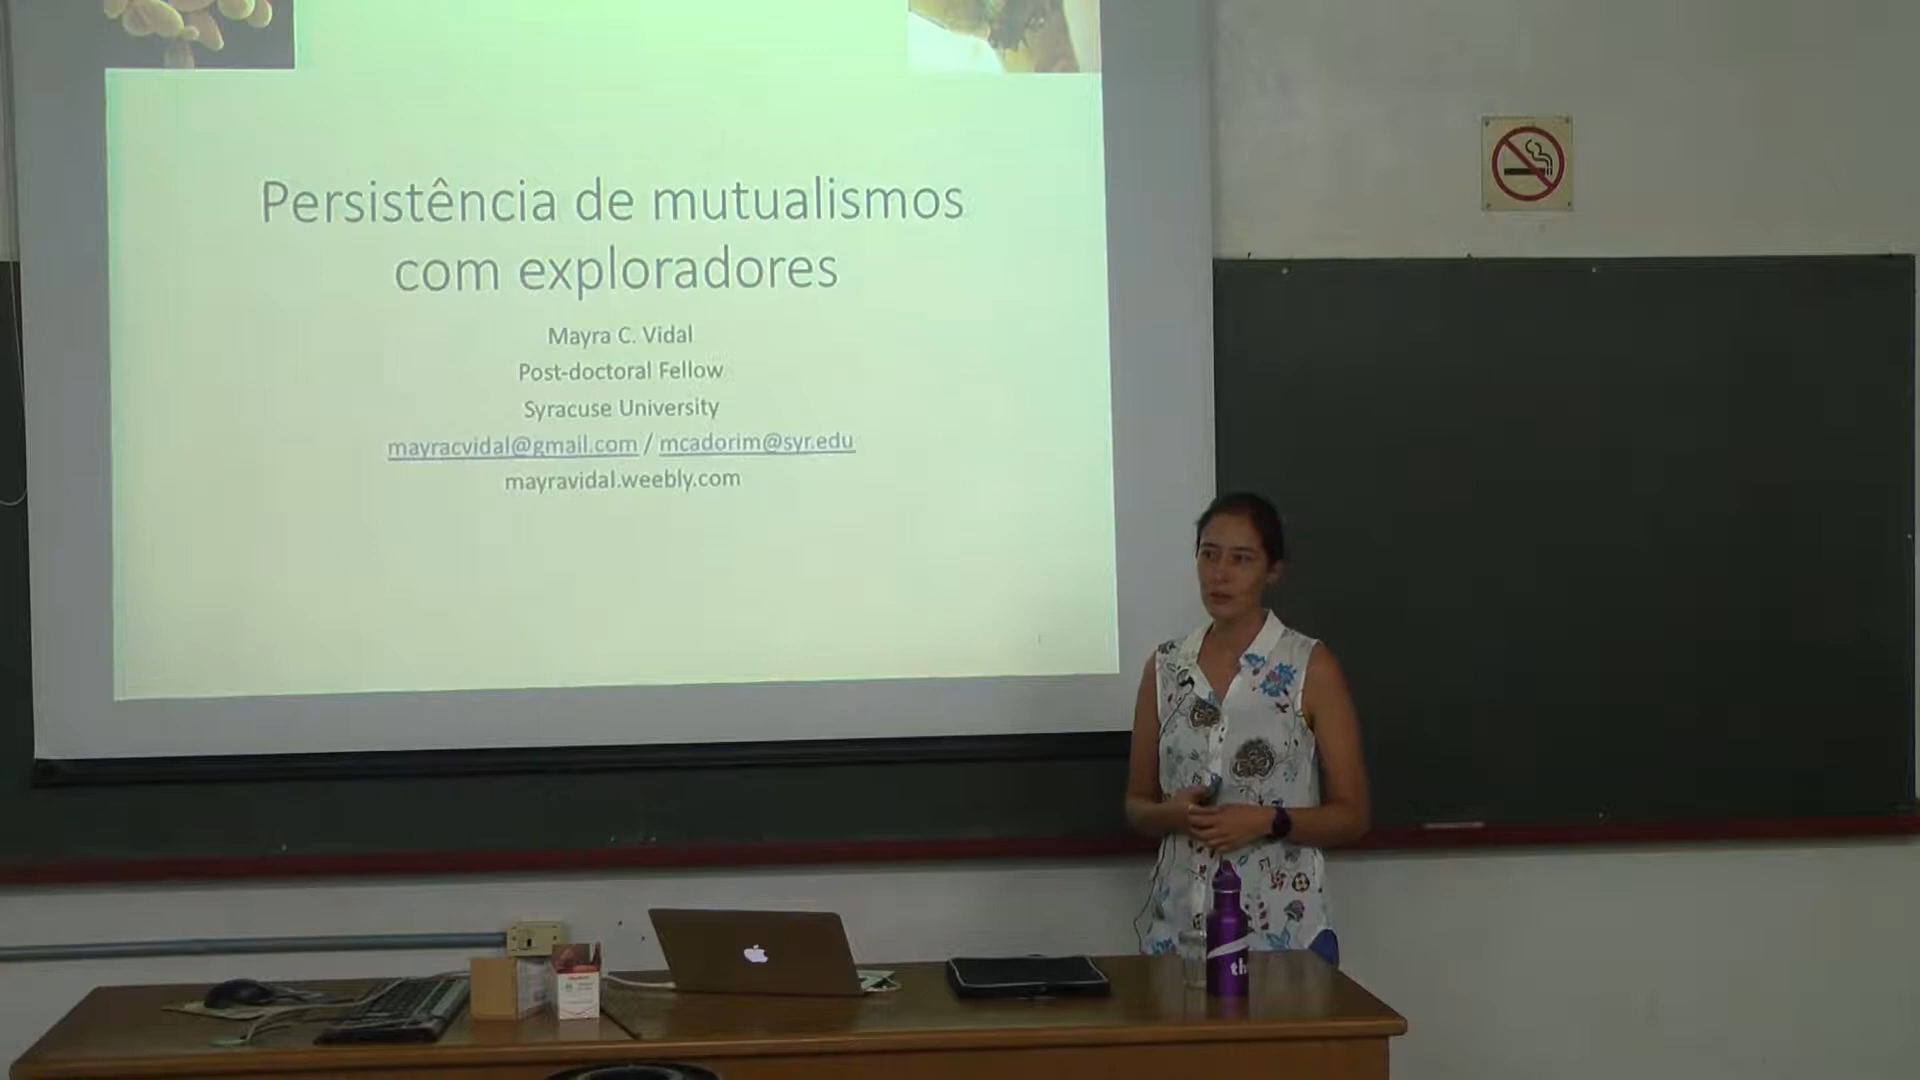 Persistência de mutualismos
com exploradores
Mayra C. Vidal
Post-doctoral Fellow
Syracuse University
mayracvidal@gmail.com / mcadorim@syr.edu
mayravidal.weebly.com
th